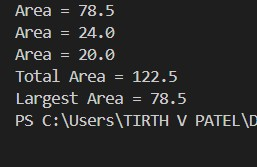 Area = 78.5
Area = 24.0
Area = 20.0
Total Area = 122.5
Largest Area = 78.5
PS C:\Users\TIRTH V PATEL\D